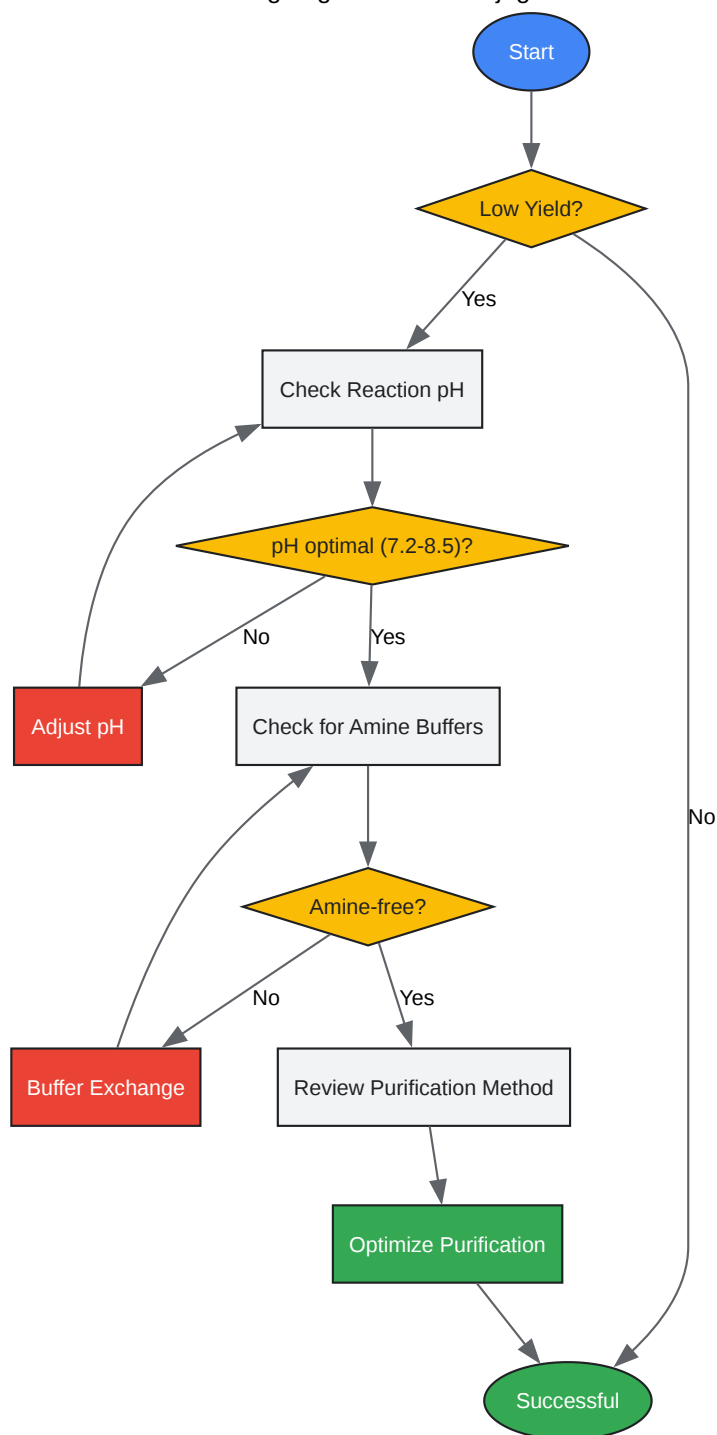 Start
Low Yield?
Yes
Check Reaction pH
pH optimal (7.2-8.5)?
No
Yes
Adjust pH
Check for Amine Buffers
No
Amine-free?
No
Yes
Buffer Exchange
Review Purification Method
Optimize Purification
Successful